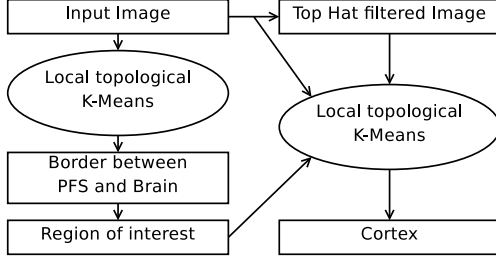 Input Image
Top Hat filtered Image
Local topological
K-Means
Local topological
K-Means
Border between
PFS and Brain
Region of interest
Cortex